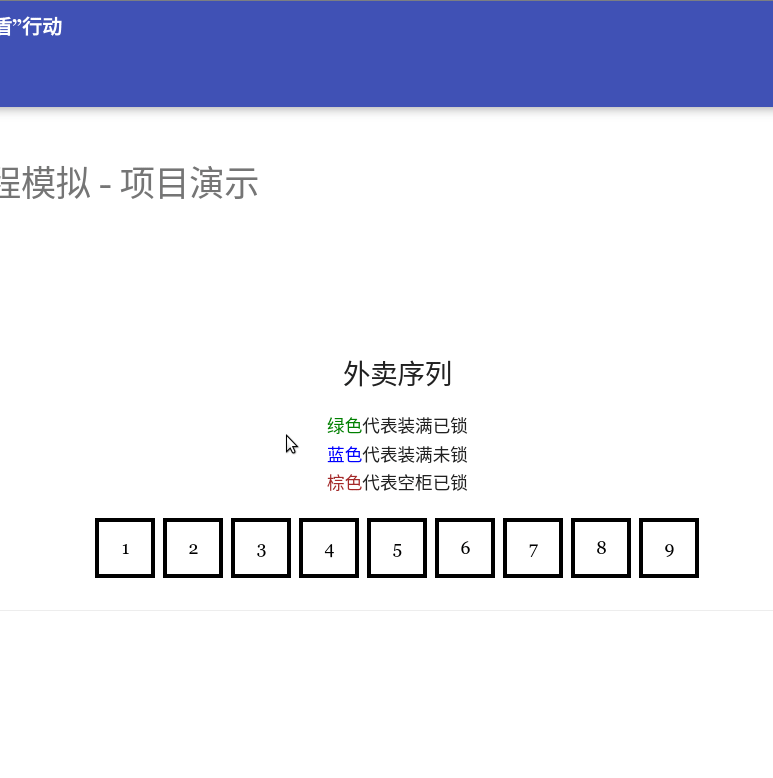 盾”行动
程模拟 - 项目演示
外卖序列
绿色代表装满已锁
蓝色代表装满未锁
棕色代表空柜已锁
1 2 3 4 5 6 7 8 9